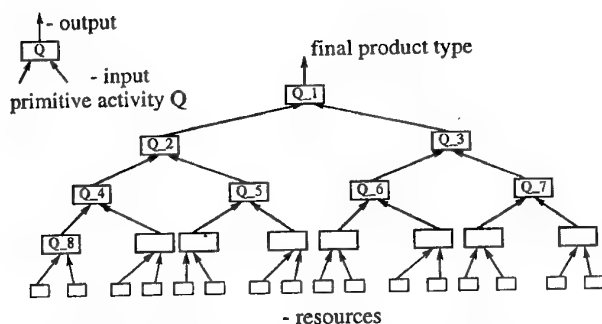 - output
Q
- input
primitive activity Q
final product type
Q_1
Q_2
Q_3
Q_4
Q_5
Q_6
Q_7
Q_8
- resources